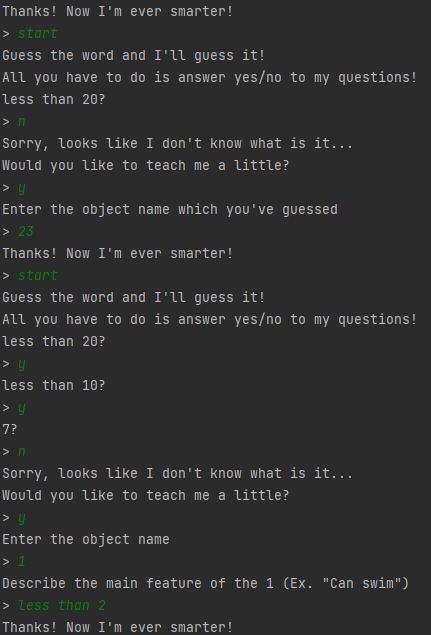 Thanks! Now I'm ever smarter!
> start
Guess the word and I'll guess it!
All you have to do is answer yes/no to my questions!
less than 20?
> n
Sorry, looks like I don't know what is it...
Would you like to teach me a little?
> y
Enter the object name which you've guessed
> 23
Thanks! Now I'm ever smarter!
> start
Guess the word and I'll guess it!
All you have to do is answer yes/no to my questions!
less than 20?
> y
less than 10?
> y
7?
> n
Sorry, looks like I don't know what is it...
Would you like to teach me a little?
> y
Enter the object name
> 1
Describe the main feature of the 1 (Ex. "Can swim")
> less than 2
Thanks! Now I'm ever smarter!